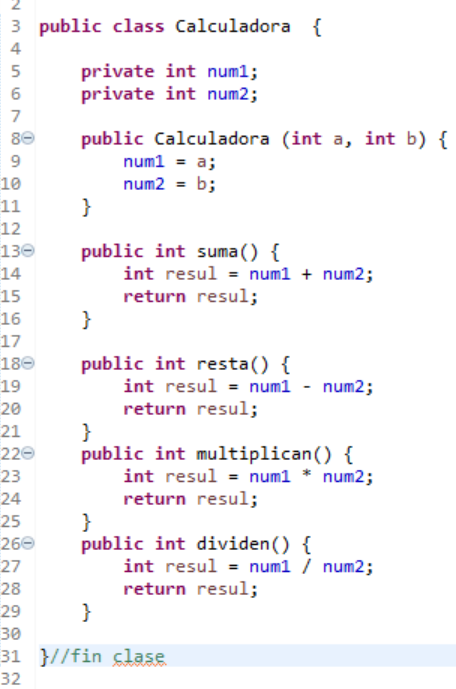 2
3 public class Calculadora  {
4
5     private int num1;
6     private int num2;
7
8     public Calculadora (int a, int b) {
9         num1 = a;
10         num2 = b;
11     }
12
13     public int suma() {
14         int resul = num1 + num2;
15         return resul;
16     }
17
18     public int resta() {
19         int resul = num1 - num2;
20         return resul;
21     }
22     public int multiplican() {
23         int resul = num1 * num2;
24         return resul;
25     }
26     public int dividen() {
27         int resul = num1 / num2;
28         return resul;
29     }
30
31 }//fin clase
32